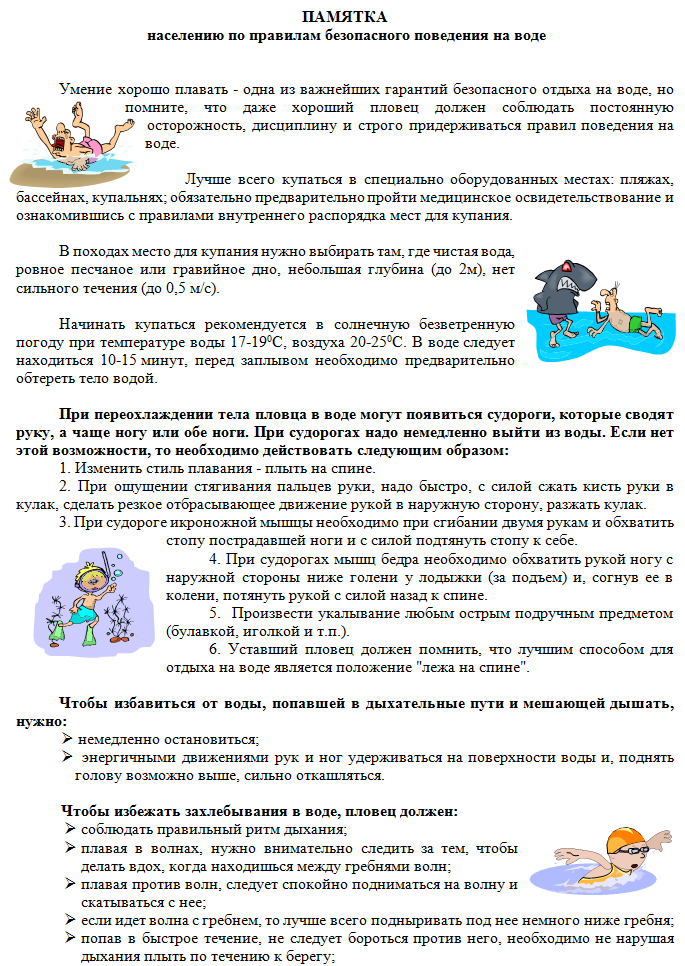 ПАМЯТКА
населению по правилам безопасного поведения на воде
Умение хорошо плавать - одна из важнейших гарантий безопасного отдыха на воде, но
помните, что даже хороший пловец должен соблюдать постоянную
осторожность, дисциплину и строго придерживаться правил поведения на
воде.
Лучше всего купаться в специально оборудованных местах: пляжах,
бассейнах, купальнях; обязательно предварительно пройти медицинское освидетельствование и
ознакомившись с правилами внутреннего распорядка мест для купания.
В походах место для купания нужно выбирать там, где чистая вода,
ровное песчаное или гравийное дно, небольшая глубина (до 2м), нет
сильного течения (до 0,5 м/с).
Начинать купаться рекомендуется в солнечную безветренную
погоду при температуре воды 17-19⁰С, воздуха 20-25⁰С. В воде следует
находиться 10-15 минут, перед заплывом необходимо предварительно
обтереть тело водой.
При переохлаждении тела пловца в воде могут появиться судороги, которые сводят
руку, а чаще ногу или обе ноги. При судорогах надо немедленно выйти из воды. Если нет
этой возможности, то необходимо действовать следующим образом:
1. Изменить стиль плавания - плыть на спине.
2. При ощущении стягивания пальцев руки, надо быстро, с силой сжать кисть руки в
кулак, сделать резкое отбрасывающее движение рукой в наружную сторону, разжать кулак.
3. При судороге икроножной мышцы необходимо при сгибании двумя рукам и обхватить
стопу пострадавшей ноги и с силой подтянуть стопу к себе.
4. При судорогах мышц бедра необходимо обхватить рукой ногу с
наружной стороны ниже голени у лодыжки (за подъем) и, согнув ее в
колени, потянуть рукой с силой назад к спине.
5. Произвести укалывание любым острым подручным предметом
(булавкой, иголкой и т.п.).
6. Уставший пловец должен помнить, что лучшим способом для
отдыха на воде является положение "лежа на спине".
Чтобы избавиться от воды, попавшей в дыхательные пути и мешающей дышать,
нужно:
➢ немедленно остановиться;
➢ энергичными движениями рук и ног удерживаться на поверхности воды и, поднять
голову возможно выше, сильно откашляться.
Чтобы избежать захлебывания в воде, пловец должен:
➢ соблюдать правильный ритм дыхания;
➢ плавая в волнах, нужно внимательно следить за тем, чтобы
делать вдох, когда находишься между гребнями волн;
➢ плавая против волн, следует спокойно подниматься на волну и
скатываться с нее;
➢ если идет волна с гребнем, то лучше всего подныривать под нее немного ниже гребня;
➢ попав в быстрое течение, не следует бороться против него, необходимо не нарушая
дыхания плыть по течению к берегу;